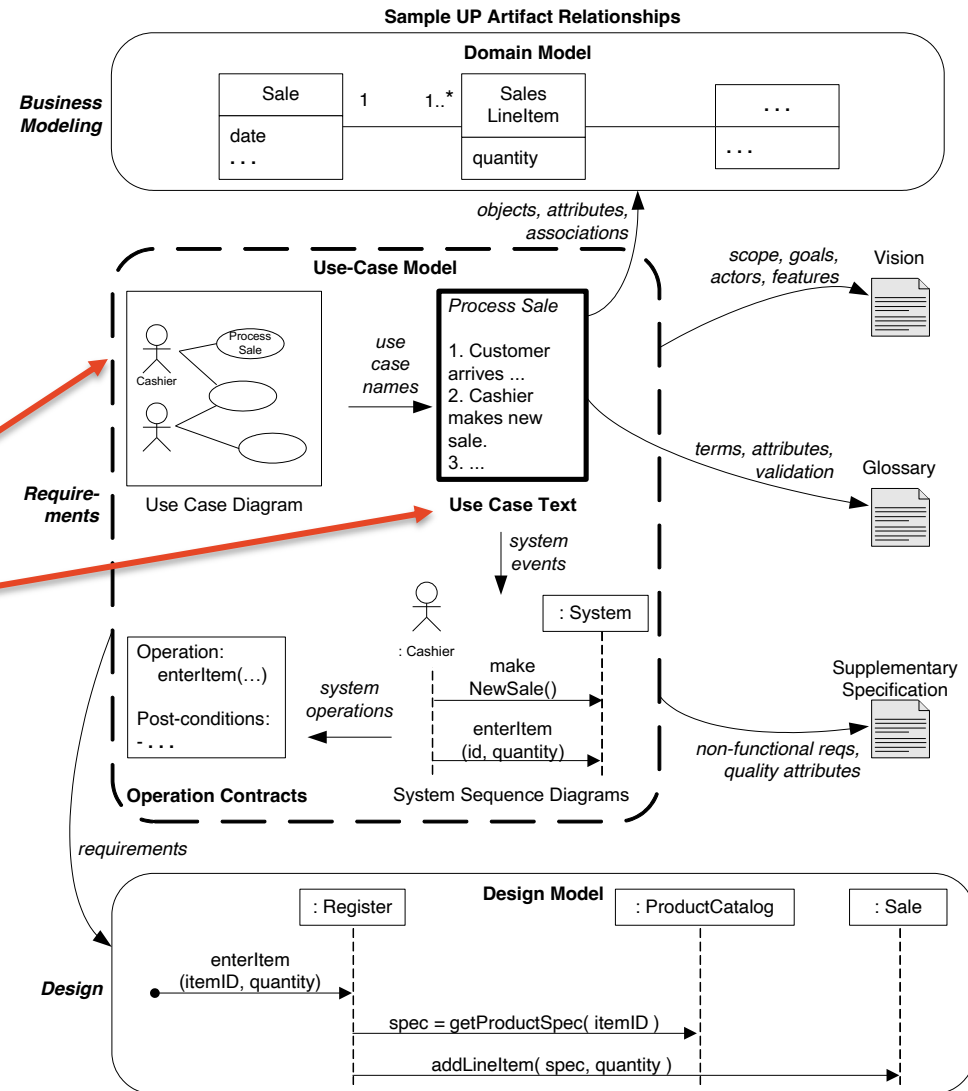 Sample UP Artifact Relationships
Domain Model
Business
Modeling
Sale
date
. . .
1
1..*
Sales
LineItem
quantity
. . .
. . .
objects, attributes,
associations
Use-Case Model
Process
Sale
Cashier
Use Case Diagram
use
case
names
Process Sale
1. Customer
arrives ...
2. Cashier
makes new
sale.
3. ...
Use Case Text
scope, goals,
actors, features
Vision
terms, attributes,
validation
Glossary
Require-
ments
system
events
: Cashier
: System
make
NewSale()
enterItem
(id, quantity)
System Sequence Diagrams
system
operations
Operation:
enterItem(…)
Post-conditions:
- . . .
Operation Contracts
Supplementary
Specification
non-functional reqs,
quality attributes
requirements
Design Model
Design
: Register
: ProductCatalog
: Sale
enterItem
(itemID, quantity)
spec = getProductSpec( itemID )
addLineItem( spec, quantity )